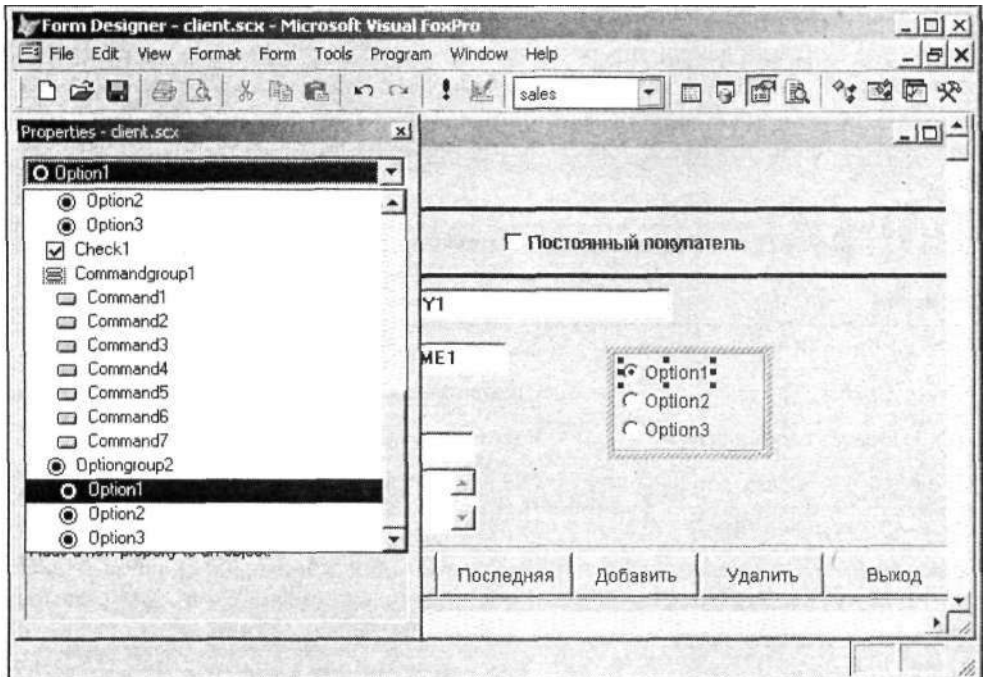 Form Designer - client.scx - Microsoft Visual FoxPro
File Edit View Format Form Tools Program Window Help
sales
Properties - client.scx
Option1
Option2
Option3
Check1
Commandgroup1
Command1
Command2
Command3
Command4
Command5
Command6
Command7
Optiongroup2
Option1
Option2
Option3
Постоянный покупатель
Y1
ME1
Option1
Option2
Option3
Последняя Добавить Удалить Выход